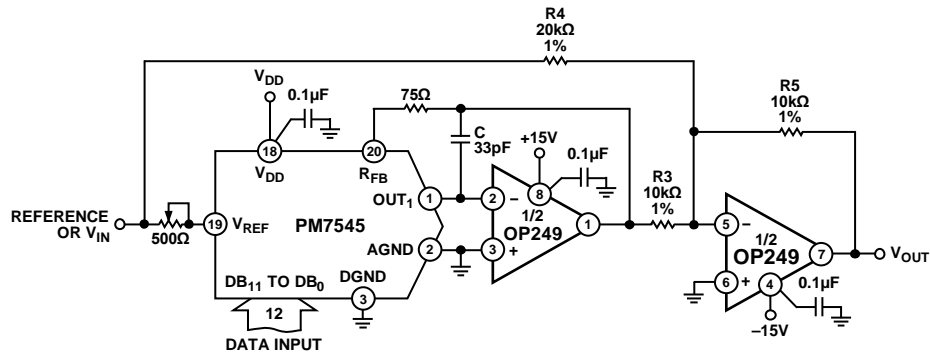 R4
20kΩ
1%
VDD
0.1µF
75Ω
R5
10kΩ
1%
C
33pF
+15V
0.1µF
18
VDD
20
RFB
R3
10kΩ
1%
REFERENCE
OR VIN
500Ω
19
VREF
PM7545
OUT1
1
2
–
8
1/2
OP249
1
AGND
2
3
+
5
–
1/2
OP249
7
VOUT
6
+
4
0.1µF
–15V
DB11 TO DB0
DGND
3
12
DATA INPUT